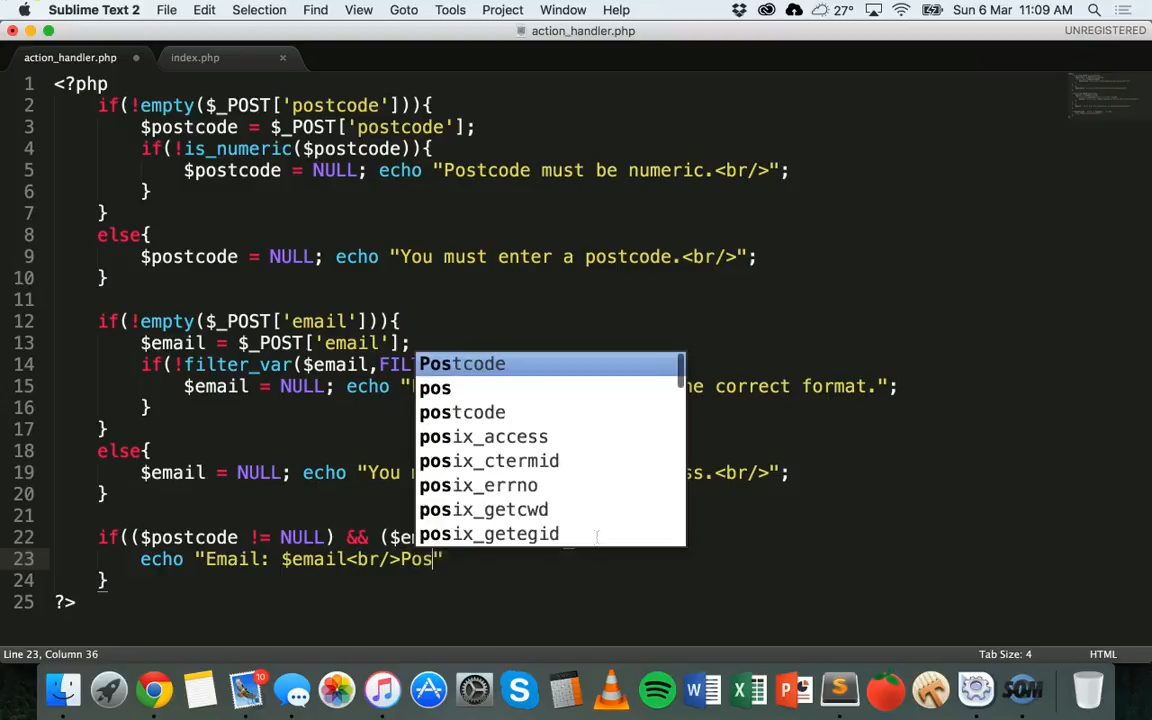 Sublime Text 2 File Edit Selection Find View Goto Tools Project Window Help 27° Sun 6 Mar 11:09 AM
action_handler.php UNREGISTERED
action_handler.php index.php
1 <?php
2 if(!empty($_POST['postcode'])){
3 $postcode = $_POST['postcode'];
4 if(!is_numeric($postcode)){
5 $postcode = NULL; echo "Postcode must be numeric.<br/>";
6 }
7 }
8 else{
9 $postcode = NULL; echo "You must enter a postcode.<br/>";
10 }
11
12 if(!empty($_POST['email'])){
13 $email = $_POST['email'];
14 if(!filter_var($email,FIL
Postcode
15 $email = NULL; echo " he correct format.";
pos
16 }
postcode
17 }
posix_access
18 else{
posix_ctermid
19 $email = NULL; echo "You ss.<br/>";
posix_errno
20 }
posix_getcwd
21
22 if(($postcode != NULL) && ($e
posix_getegid
23 echo "Email: $email<br/>Pos"
24 }
25 ?>
Line 23, Column 36 Tab Size: 4 HTML
10